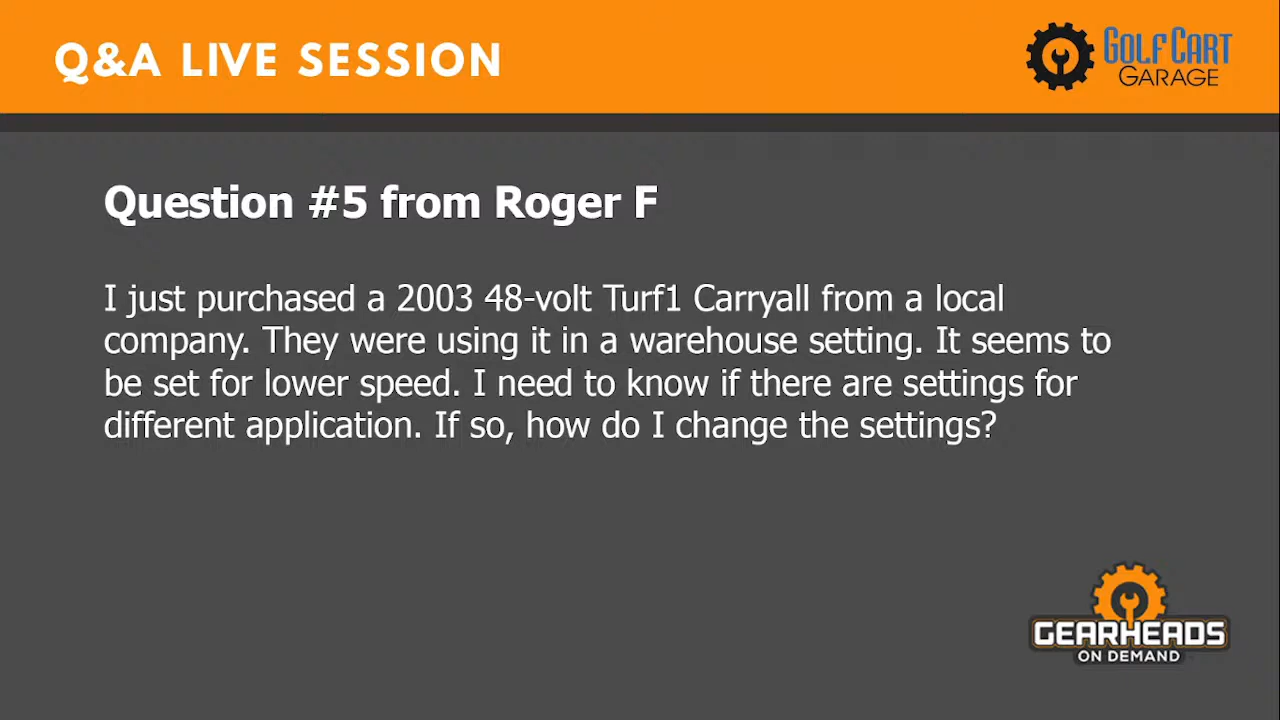 Q&A LIVE SESSION
GOLF CART
GARAGE
Question #5 from Roger F
I just purchased a 2003 48-volt Turf1 Carryall from a local
company. They were using it in a warehouse setting. It seems to
be set for lower speed. I need to know if there are settings for
different application. If so, how do I change the settings?
GEARHEADS
ON DEMAND